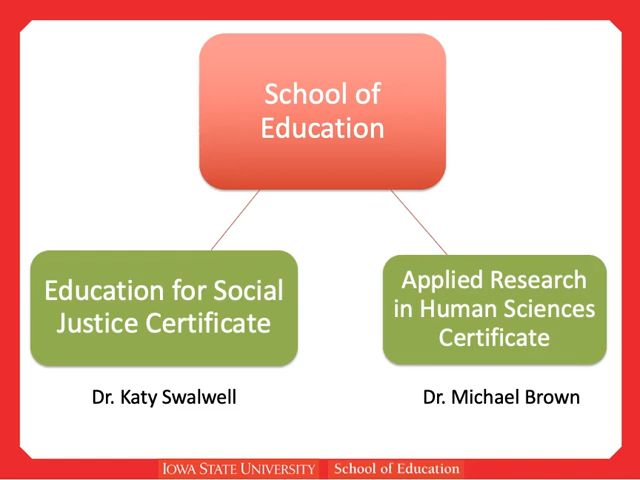 School of
Education
Education for Social
Justice Certificate
Applied Research
in Human Sciences
Certificate
Dr. Katy Swalwell
Dr. Michael Brown
IOWA STATE UNIVERSITY School of Education